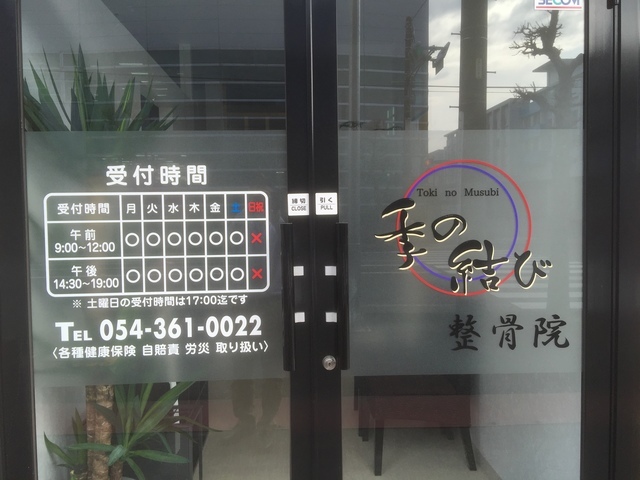 SECOM
受付時間
受付時間 月 火 水 木 金 土 日祝
午前
9:00~12:00 ○ ○ ○ ○ ○ ○ ×
午後
14:30~19:00 ○ ○ ○ ○ ○ ○ ×
※ 土曜日の受付時間は17:00迄です
TEL 054-361-0022
〈各種健康保険 自賠責 労災 取り扱い〉
CLOSE
引く
PULL
Toki no Musubi
季の
結び
整骨院